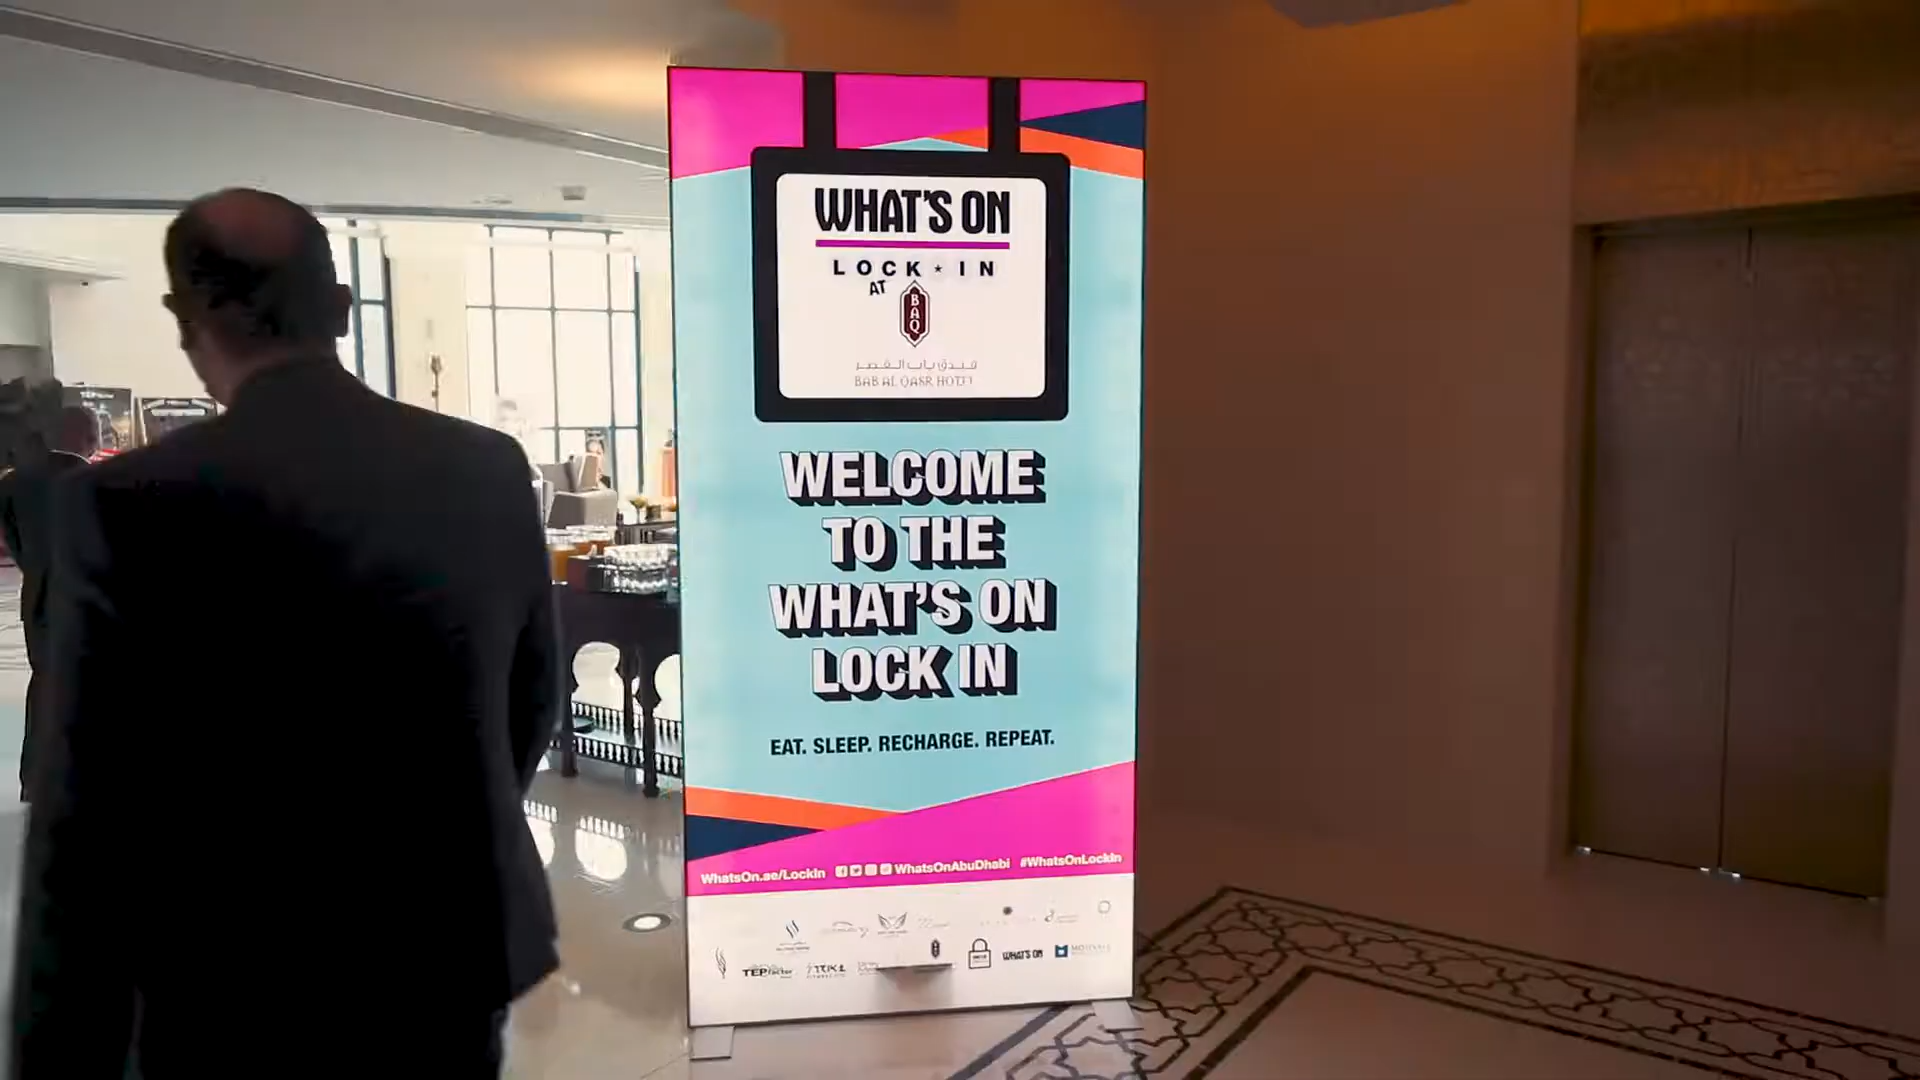 WHAT'S ON
LOCK★IN
AT
BAQ
فندق باب القصر
BAB AL QASR HOTEL
WELCOME
TO THE
WHAT'S ON
LOCK IN
EAT. SLEEP. RECHARGE. REPEAT.
WhatsOn.ae/LockIn WhatsOnAbuDhabi #WhatsOnLockIn
TEPfactor WHAT'S ON